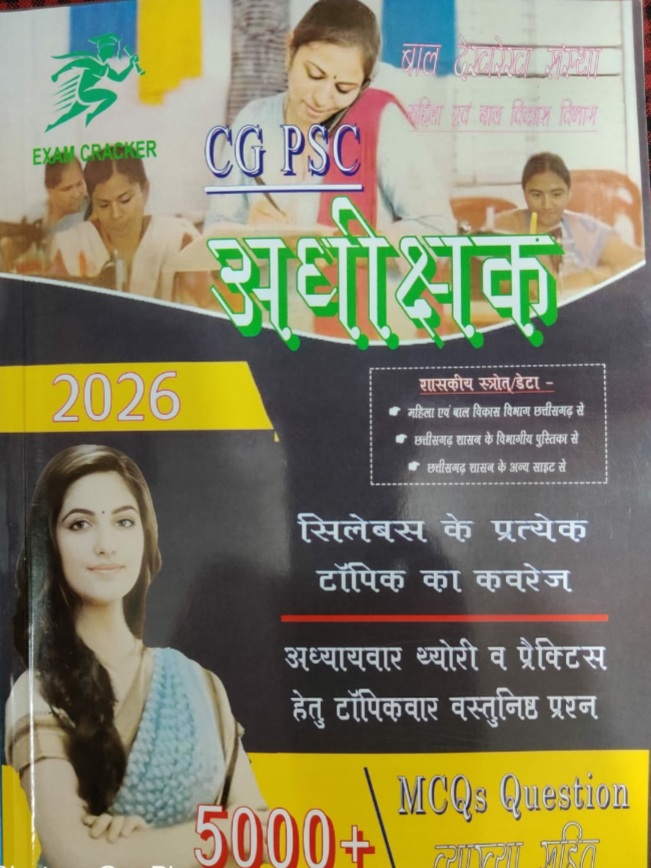 बाल देखरेख संस्था
महिला एवं बाल विकास विभाग
EXAM CRACKER
CG PSC
अधीक्षक
2026
शासकीय स्त्रोत/डेटा -
महिला एवं बाल विकास विभाग छत्तीसगढ़ से
छत्तीसगढ़ शासन के विभागीय पुस्तिका से
छत्तीसगढ़ शासन के अन्य साइट से
सिलेबस के प्रत्येक
टॉपिक का कवरेज
अध्यायवार थ्योरी व प्रैक्टिस
हेतु टॉपिकवार वस्तुनिष्ठ प्रश्न
5000+
MCQs Question
व्याख्या सहित